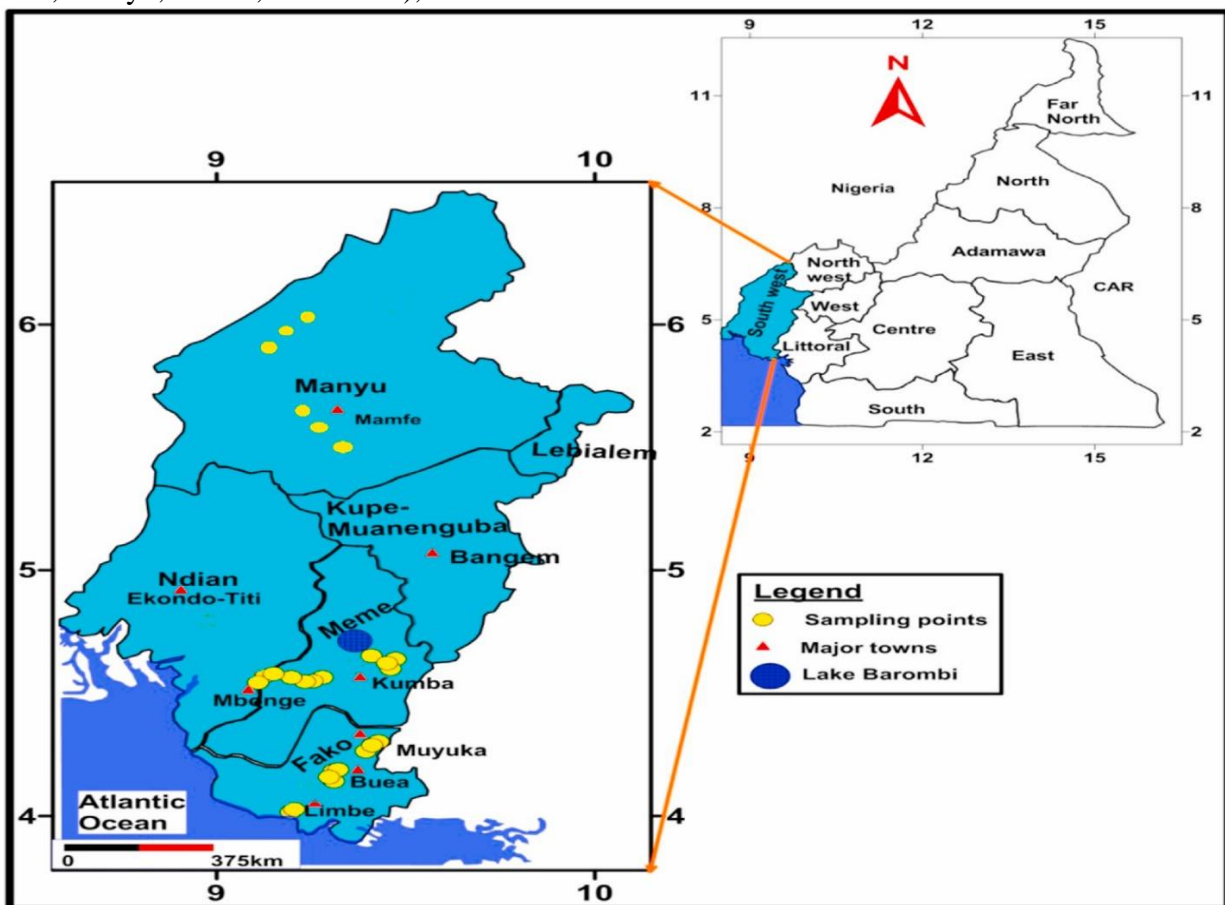 9 12 15
N
11 11
Far
North
9 10
North
Nigeria
8 8
North
west
Adamawa
South west
West
CAR
6 6
5 5
Centre
Littoral
East
Manyu
Mamfe
South
2 2
9 12 15
Lebialem
Kupe-
Muanenguba
Bangem
5 5
Ndian
Ekondo-Titi
Legend
Meme
Sampling points
Major towns
Kumba
Lake Barombi
Mbonge
Fako
Muyuka
Buea
Atlantic
Ocean
Limbe
4 4
0 375km
9 10